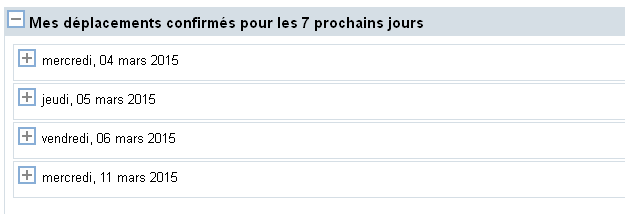 Mes déplacements confirmés pour les 7 prochains jours
mercredi, 04 mars 2015
jeudi, 05 mars 2015
vendredi, 06 mars 2015
mercredi, 11 mars 2015